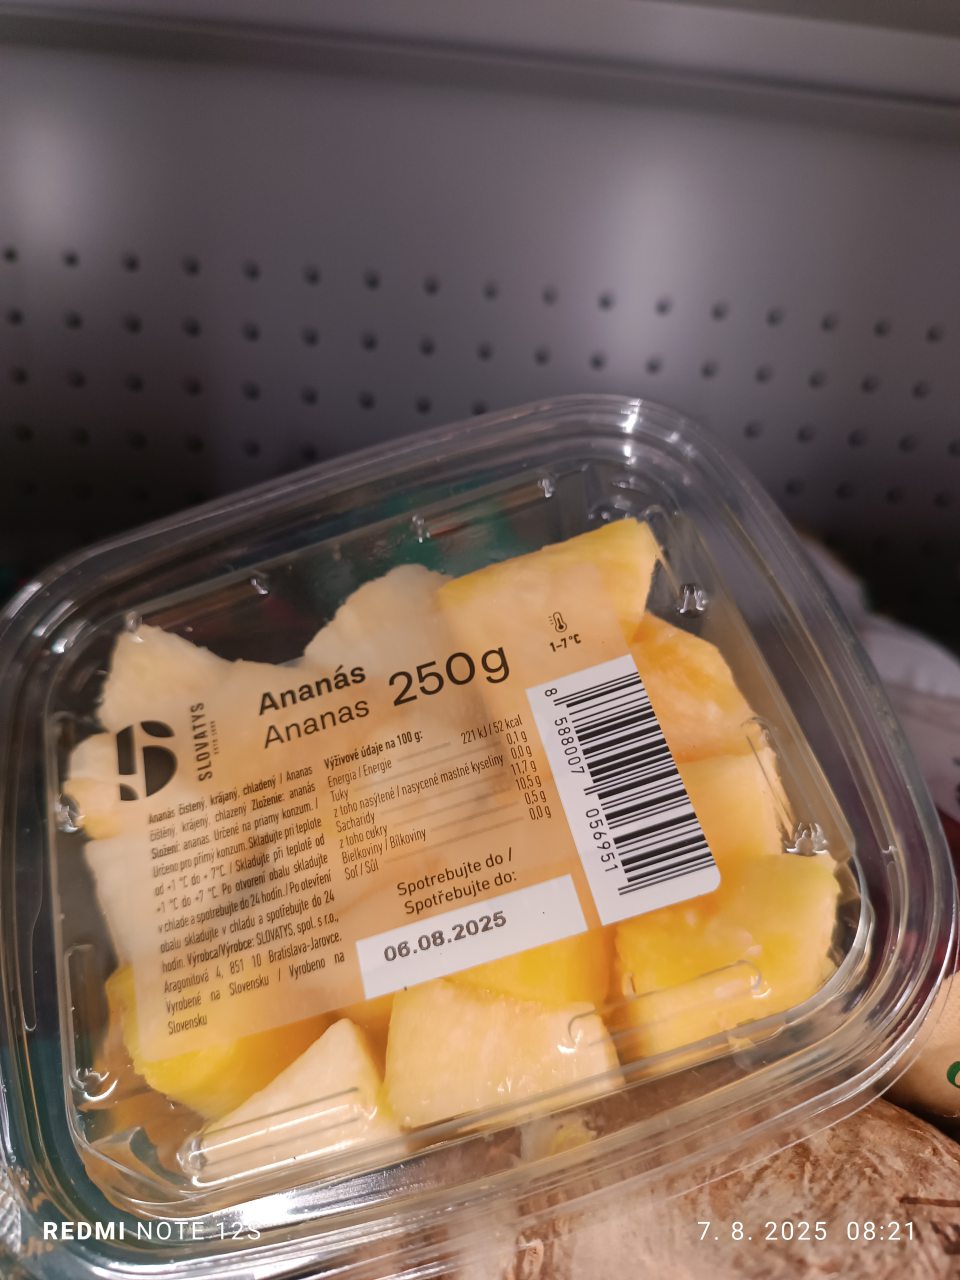 SLOVATYS
Ananás
Ananas
250g
1-7 °C
Ananás čistený, krájaný, chladený / Ananas
čištěný, krájený, chlazený. Zloženie: ananás
Složení: ananas. Určené na priamy konzum. /
Určeno pro přímý konzum. Skladujte pri teplote
od +1 °C do + 7°C / Skladujte při teplotě od
+1 °C do +7 °C. Po otvorení obalu skladujte
v chlade a spotrebujte do 24 hodín. / Po otevření
obalu skladujte v chladu a spotřebujte do 24
hodin. Výrobca/Výrobce: SLOVATYS, spol. s r.o.,
Aragonitová 4, 851 10 Bratislava-Jarovce.
Vyrobené na Slovensku / Vyrobeno na
Slovensku
Výživové údaje na 100 g:
Energia / Energie 221 kJ / 52 kcal
Tuky 0,1 g
z toho nasýtené / nasycené mastné kyseliny 0,0 g
Sacharidy 11,7 g
z toho cukry 10,5 g
Bielkoviny / Bílkoviny 0,5 g
Soľ / Sůl 0,0 g
Spotrebujte do /
Spotřebujte do:
06.08.2025
8 588007 056951
REDMI NOTE 12S
7. 8. 2025 08:21